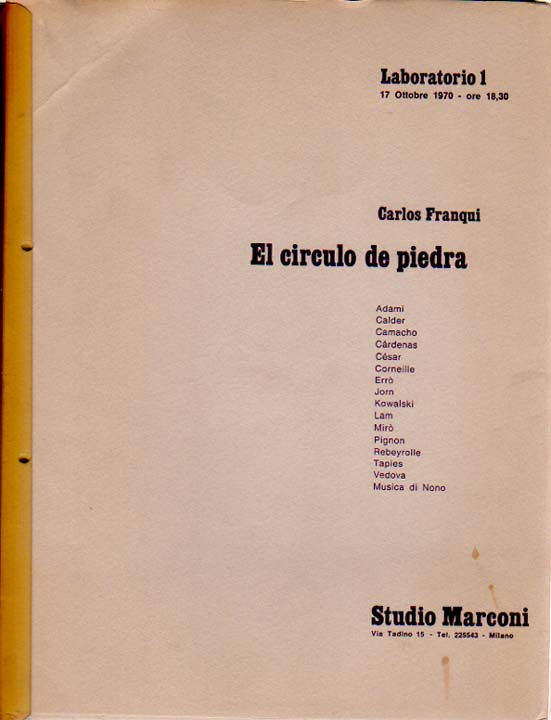 Laboratorio 1
17 Ottobre 1970 - ore 18,30
Carlos Franqui
El circulo de piedra
Adami
Calder
Camacho
Cárdenas
César
Corneille
Errò
Jorn
Kowalski
Lam
Mirò
Pignon
Rebeyrolle
Tapies
Vedova
Musica di Nono
Studio Marconi
Via Tadino 15 - Tel. 225543 - Milano